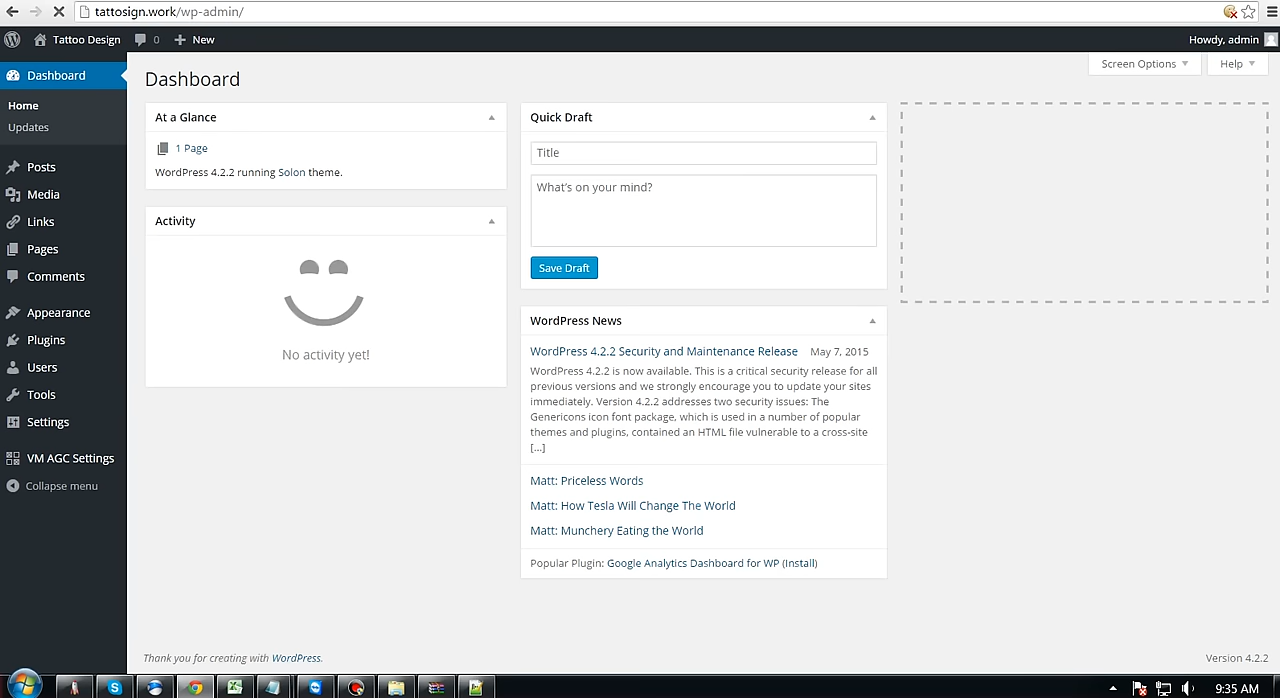 tattosign.work/wp-admin/
Tattoo Design 0 New Howdy, admin
Dashboard
Home
Updates
Posts
Media
Links
Pages
Comments
Appearance
Plugins
Users
Tools
Settings
VM AGC Settings
Collapse menu
Screen Options Help
Dashboard
At a Glance
1 Page
WordPress 4.2.2 running Solon theme.
Activity
No activity yet!
Quick Draft
Title
What's on your mind?
Save Draft
WordPress News
WordPress 4.2.2 Security and Maintenance Release May 7, 2015
WordPress 4.2.2 is now available. This is a critical security release for all
previous versions and we strongly encourage you to update your sites
immediately. Version 4.2.2 addresses two security issues: The
Genericons icon font package, which is used in a number of popular
themes and plugins, contained an HTML file vulnerable to a cross-site
[...]
Matt: Priceless Words
Matt: How Tesla Will Change The World
Matt: Munchery Eating the World
Popular Plugin: Google Analytics Dashboard for WP (Install)
Thank you for creating with WordPress.
Version 4.2.2
9:35 AM